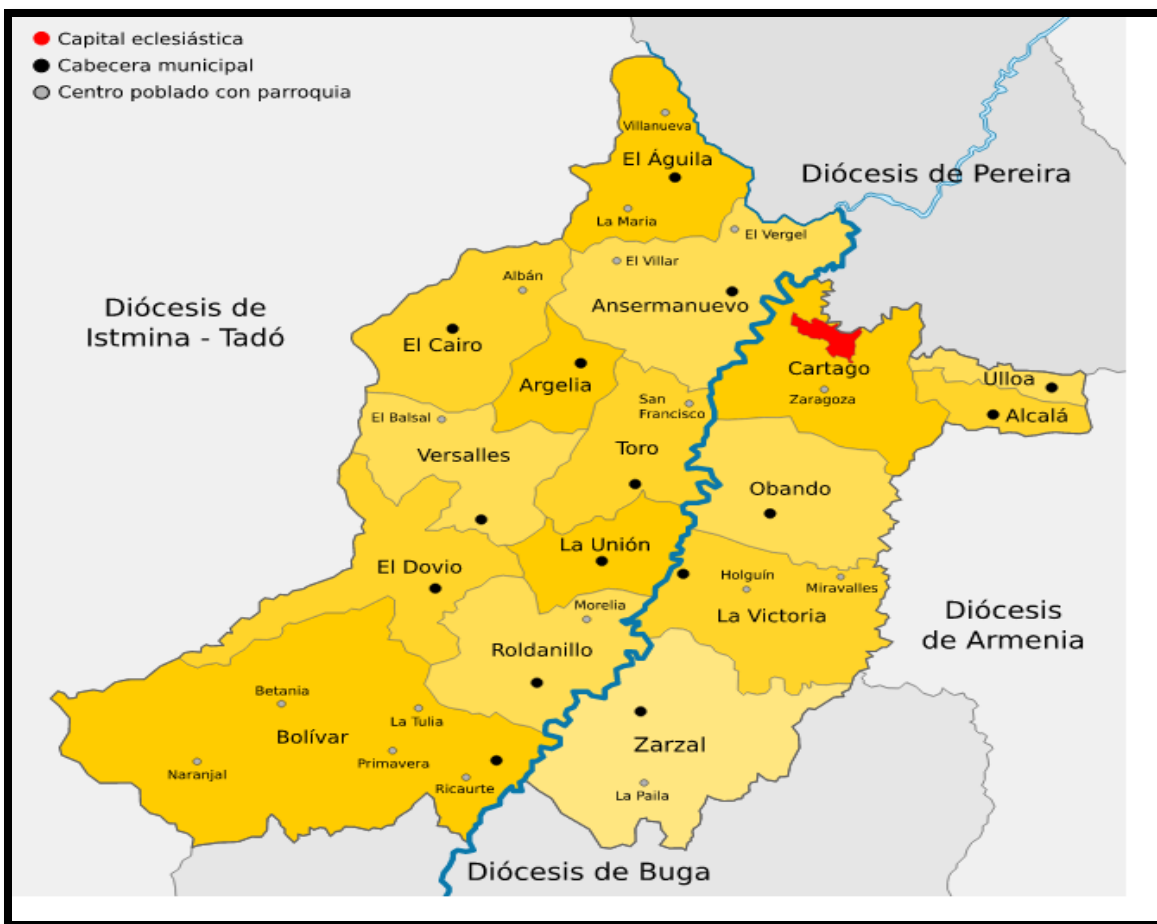 Capital eclesiástica
Cabecera municipal
Centro poblado con parroquia
Villanueva
El Águila
Diócesis de Pereira
La Maria
El Vergel
El Villar
Albán
Ansermanuevo
Diócesis de
Istmina - Tadó
El Cairo
Cartago
Argelia
Ulloa
Zaragoza
San
Francisco
Alcalá
El Balsal
Toro
Versalles
Obando
La Unión
El Dovio
Holguín
Miravalles
Morelia
La Victoria
Diócesis
de Armenia
Roldanillo
Betania
La Tulia
Bolívar
Zarzal
Primavera
Naranjal
Ricaurte
La Paila
Diócesis de Buga